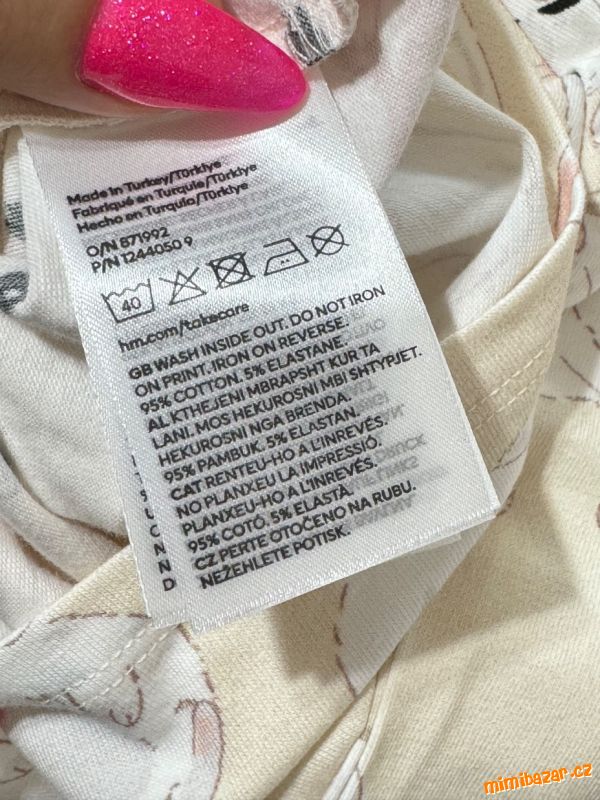 Made in Turkey/Türkiye
Fabriqué en Turquie/Türkiye
Hecho en Turquía/Türkiye
O/N 871992
P/N 1244050 9
40
hm.com/takecare
GB WASH INSIDE OUT. DO NOT IRON
ON PRINT. IRON ON REVERSE.
95% COTTON. 5% ELASTANE.
AL KTHEJENI MBRAPSHT KUR TA
LANI. MOS HEKUROSNI MBI SHTYPJET.
HEKUROSNI NGA BRENDA.
95% PAMBUK. 5% ELASTAN.
CAT RENTEU-HO A L'INREVÉS.
NO PLANXEU LA IMPRESSIÓ.
PLANXEU-HO A L'INREVÉS.
95% COTÓ. 5% ELASTÀ.
CZ PERTE OTOČENO NA RUBU.
NEŽEHLETE POTISK.
mimibazar.cz